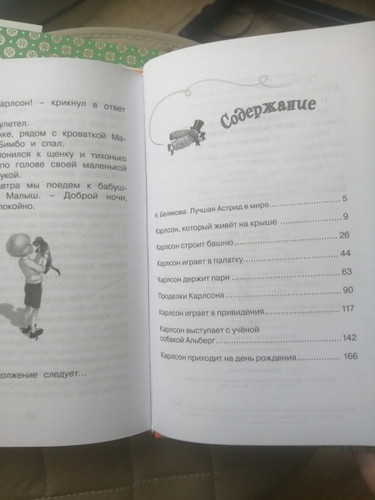 арлсон! – крикнул в ответ
улетел.
ке, рядом с кроваткой Ма-
Бимбо и спал.
онился к щенку и тихонько
по голове своей маленькой
укой.
втра мы поедем к бабуш-
Малыш. – Доброй ночи,
покойно.
олжение следует...
Содержание
Н. Белякова. Лучшая Астрид в мире 5
Карлсон, который живёт на крыше 9
Карлсон строит башню 26
Карлсон играет в палатку 44
Карлсон держит пари 63
Проделки Карлсона 90
Карлсон играет в привидения 117
Карлсон выступает с учёной
собакой Альберг 142
Карлсон приходит на день рождения 166